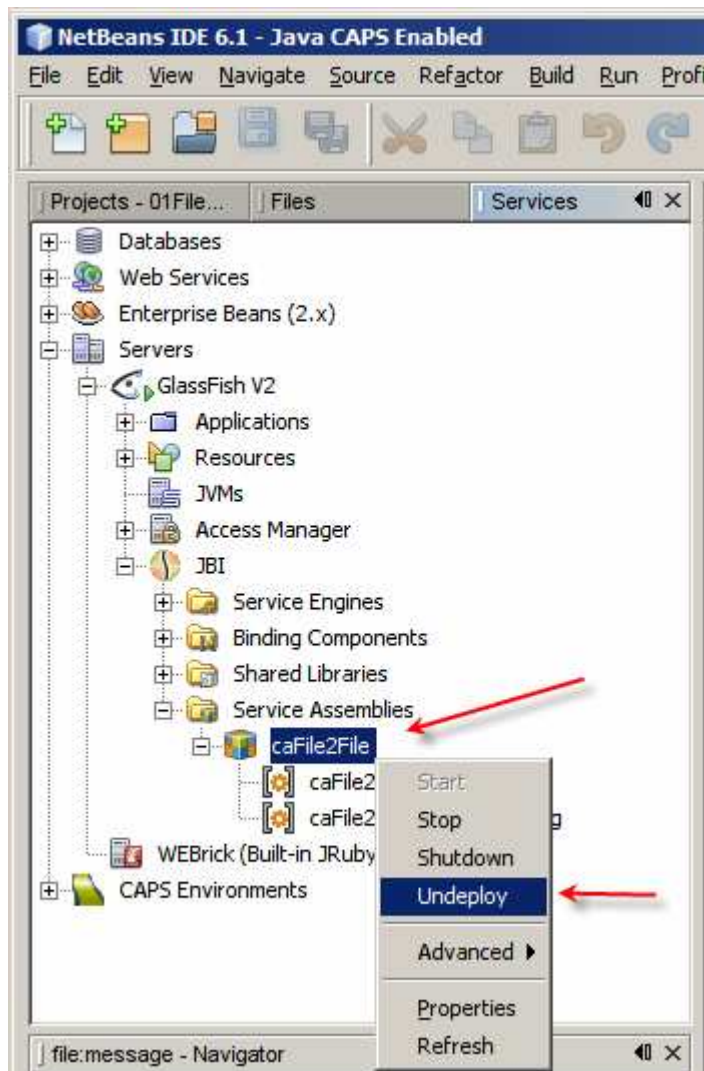 NetBeans IDE 6.1 - Java CAPS Enabled
File Edit View Navigate Source Refactor Build Run Profi
Projects - 01File... Files Services
Databases
Web Services
Enterprise Beans (2.x)
Servers
GlassFish V2
Applications
Resources
JVMs
Access Manager
JBI
Service Engines
Binding Components
Shared Libraries
Service Assemblies
caFile2File
caFile2
caFile2 g
WEBrick (Built-in JRuby
CAPS Environments
Start
Stop
Shutdown
Undeploy
Advanced
Properties
Refresh
file:message - Navigator